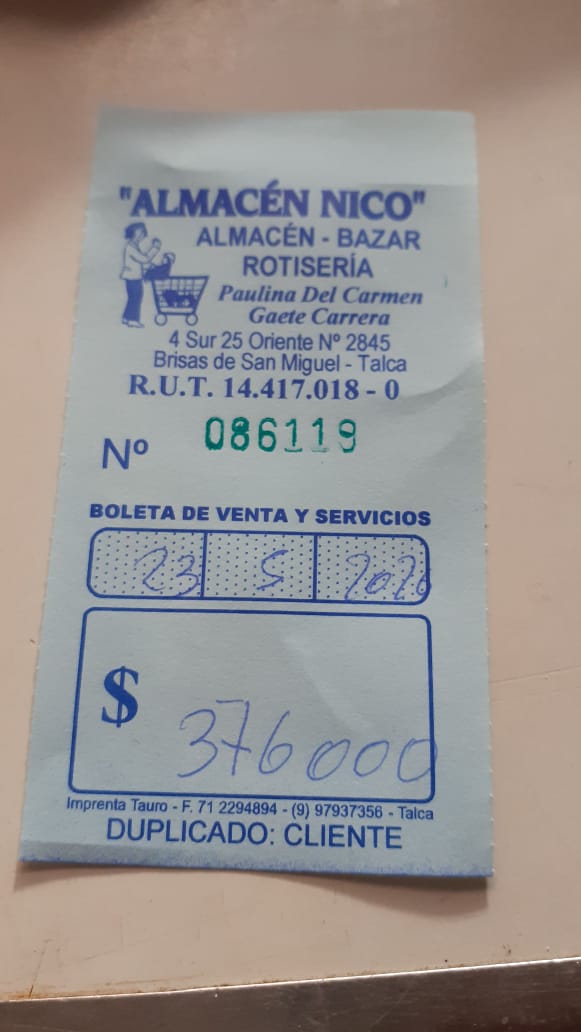 "ALMACÉN NICO"
ALMACÉN - BAZAR
ROTISERÍA
Paulina Del Carmen
Gaete Carrera
4 Sur 25 Oriente Nº 2845
Brisas de San Miguel - Talca
R.U.T. 14.417.018 - 0
Nº 086119
BOLETA DE VENTA Y SERVICIOS
23 5 2026
$ 376000
Imprenta Tauro - F. 71 2294894 - (9) 97937356 - Talca
DUPLICADO: CLIENTE